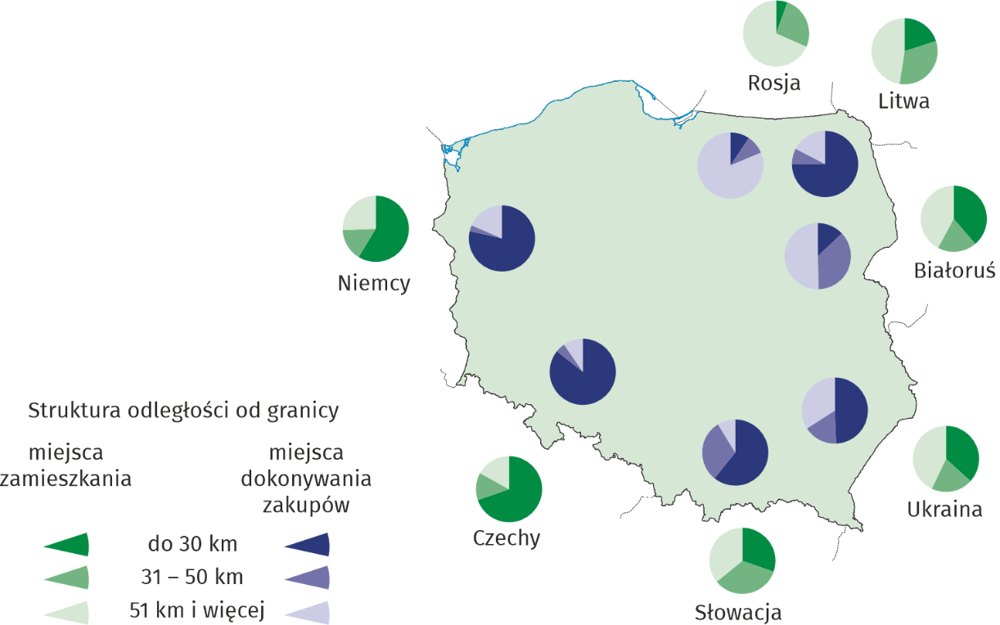 Rosja
Litwa
Białoruś
Niemcy
Struktura odległości od granicy
miejsca
zamieszkania
miejsca
dokonywania
zakupów
Czechy
Ukraina
do 30 km
31 – 50 km
51 km i więcej
Słowacja